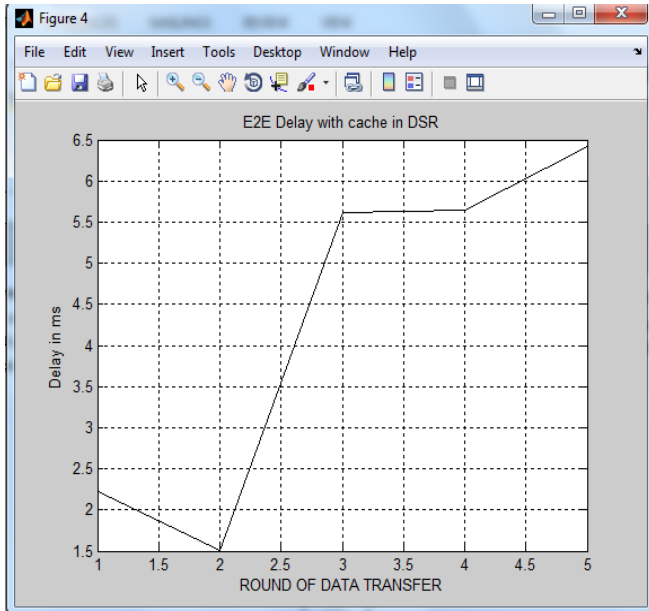 Figure 4
File Edit View Insert Tools Desktop Window Help
E2E Delay with cache in DSR
6.5
6
5.5
5
4.5
4
3.5
3
2.5
2
1.5
Delay in ms
1 1.5 2 2.5 3 3.5 4 4.5 5
ROUND OF DATA TRANSFER